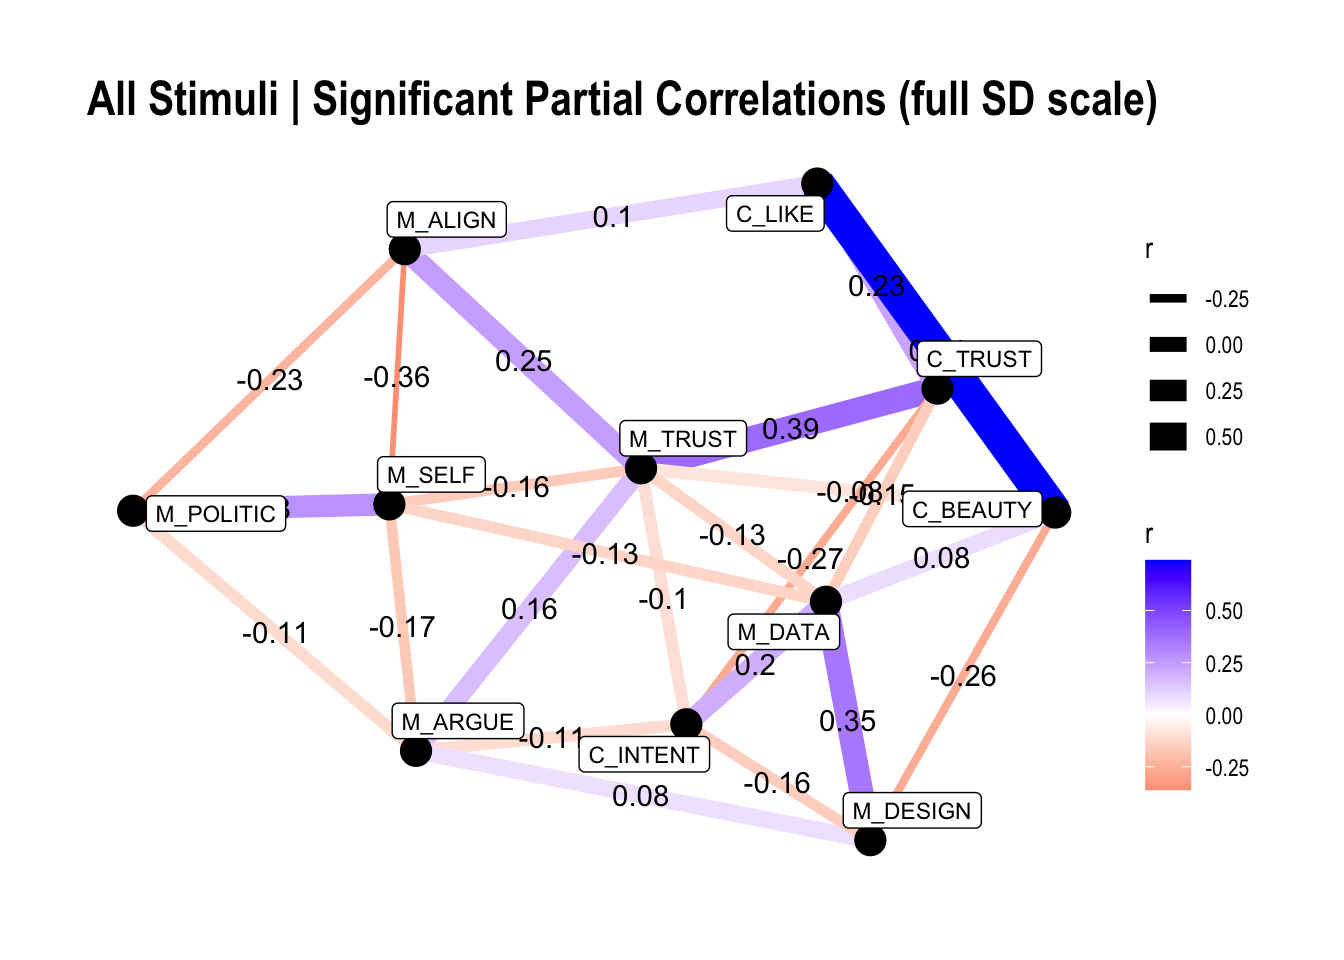 All Stimuli | Significant Partial Correlations (full SD scale)
M_ALIGN
0.1
C_LIKE
r
-0.25
0.00
0.25
0.50
0.23
C_TRUST
-0.23
-0.36
0.25
M_TRUST
0.39
M_SELF
-0.16
-0.08
-0.15
C_BEAUTY
M_POLITIC
r
0.50
0.25
0.00
-0.25
-0.13
-0.13
-0.27
0.08
0.16
-0.1
M_DATA
-0.11
-0.17
0.2
-0.26
M_ARGUE
0.35
-0.11
C_INTENT
-0.16
0.08
M_DESIGN